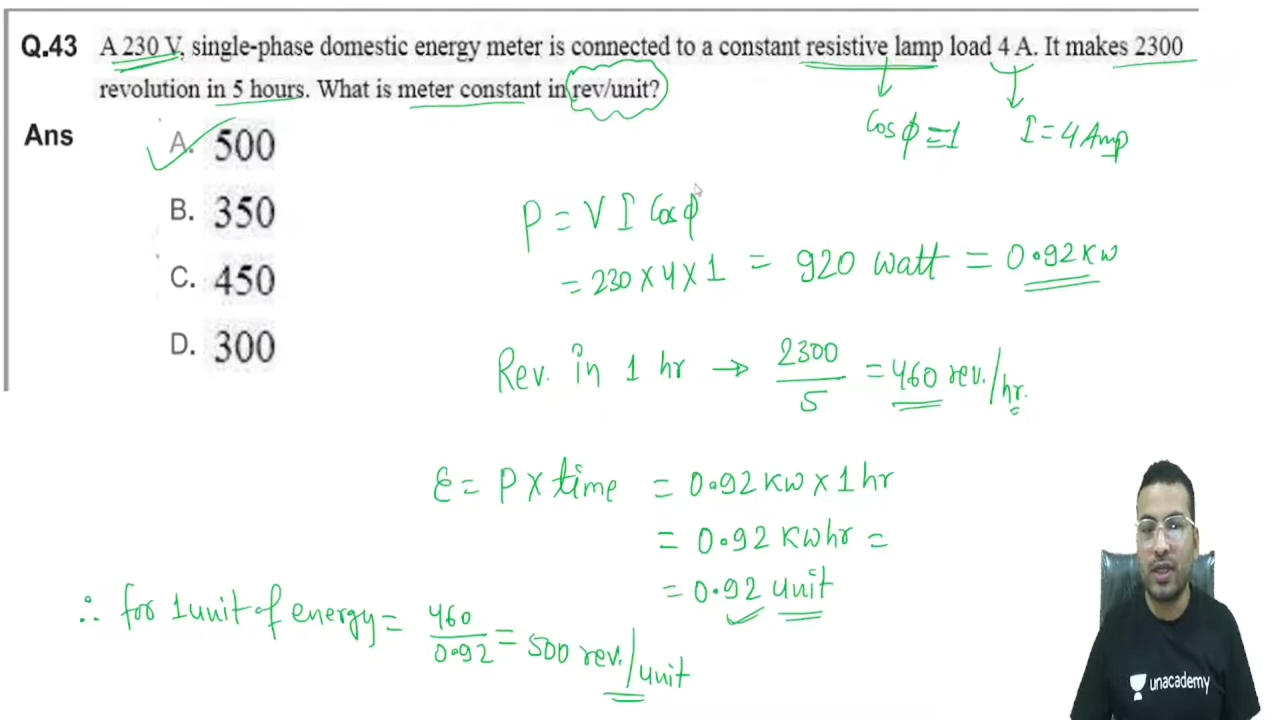 Q.43 A 230 V, single-phase domestic energy meter is connected to a constant resistive lamp load 4 A. It makes 2300
revolution in 5 hours. What is meter constant in rev/unit?
Cos ϕ = 1
I = 4 Amp
Ans
A. 500
B. 350
C. 450
D. 300
P = V I Cos ϕ
= 230 × 4 × 1 = 920 watt = 0.92 kw
Rev. in 1 hr → 2300/5 = 460 rev./hr.
E = P × time = 0.92 kw × 1 hr
= 0.92 kwhr =
= 0.92 unit
∴ for 1 unit of energy = 460/0.92 = 500 rev./unit
unacademy